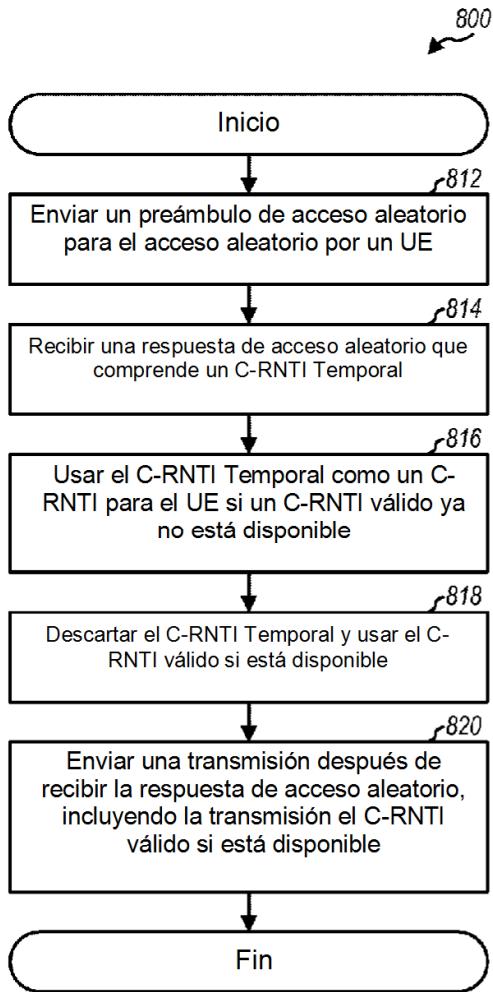 800
Inicio
812
Enviar un preámbulo de acceso aleatorio
para el acceso aleatorio por un UE
814
Recibir una respuesta de acceso aleatorio que
comprende un C-RNTI Temporal
816
Usar el C-RNTI Temporal como un C-
RNTI para el UE si un C-RNTI válido ya
no está disponible
818
Descartar el C-RNTI Temporal y usar el C-
RNTI válido si está disponible
820
Enviar una transmisión después de
recibir la respuesta de acceso aleatorio,
incluyendo la transmisión el C-RNTI
válido si está disponible
Fin